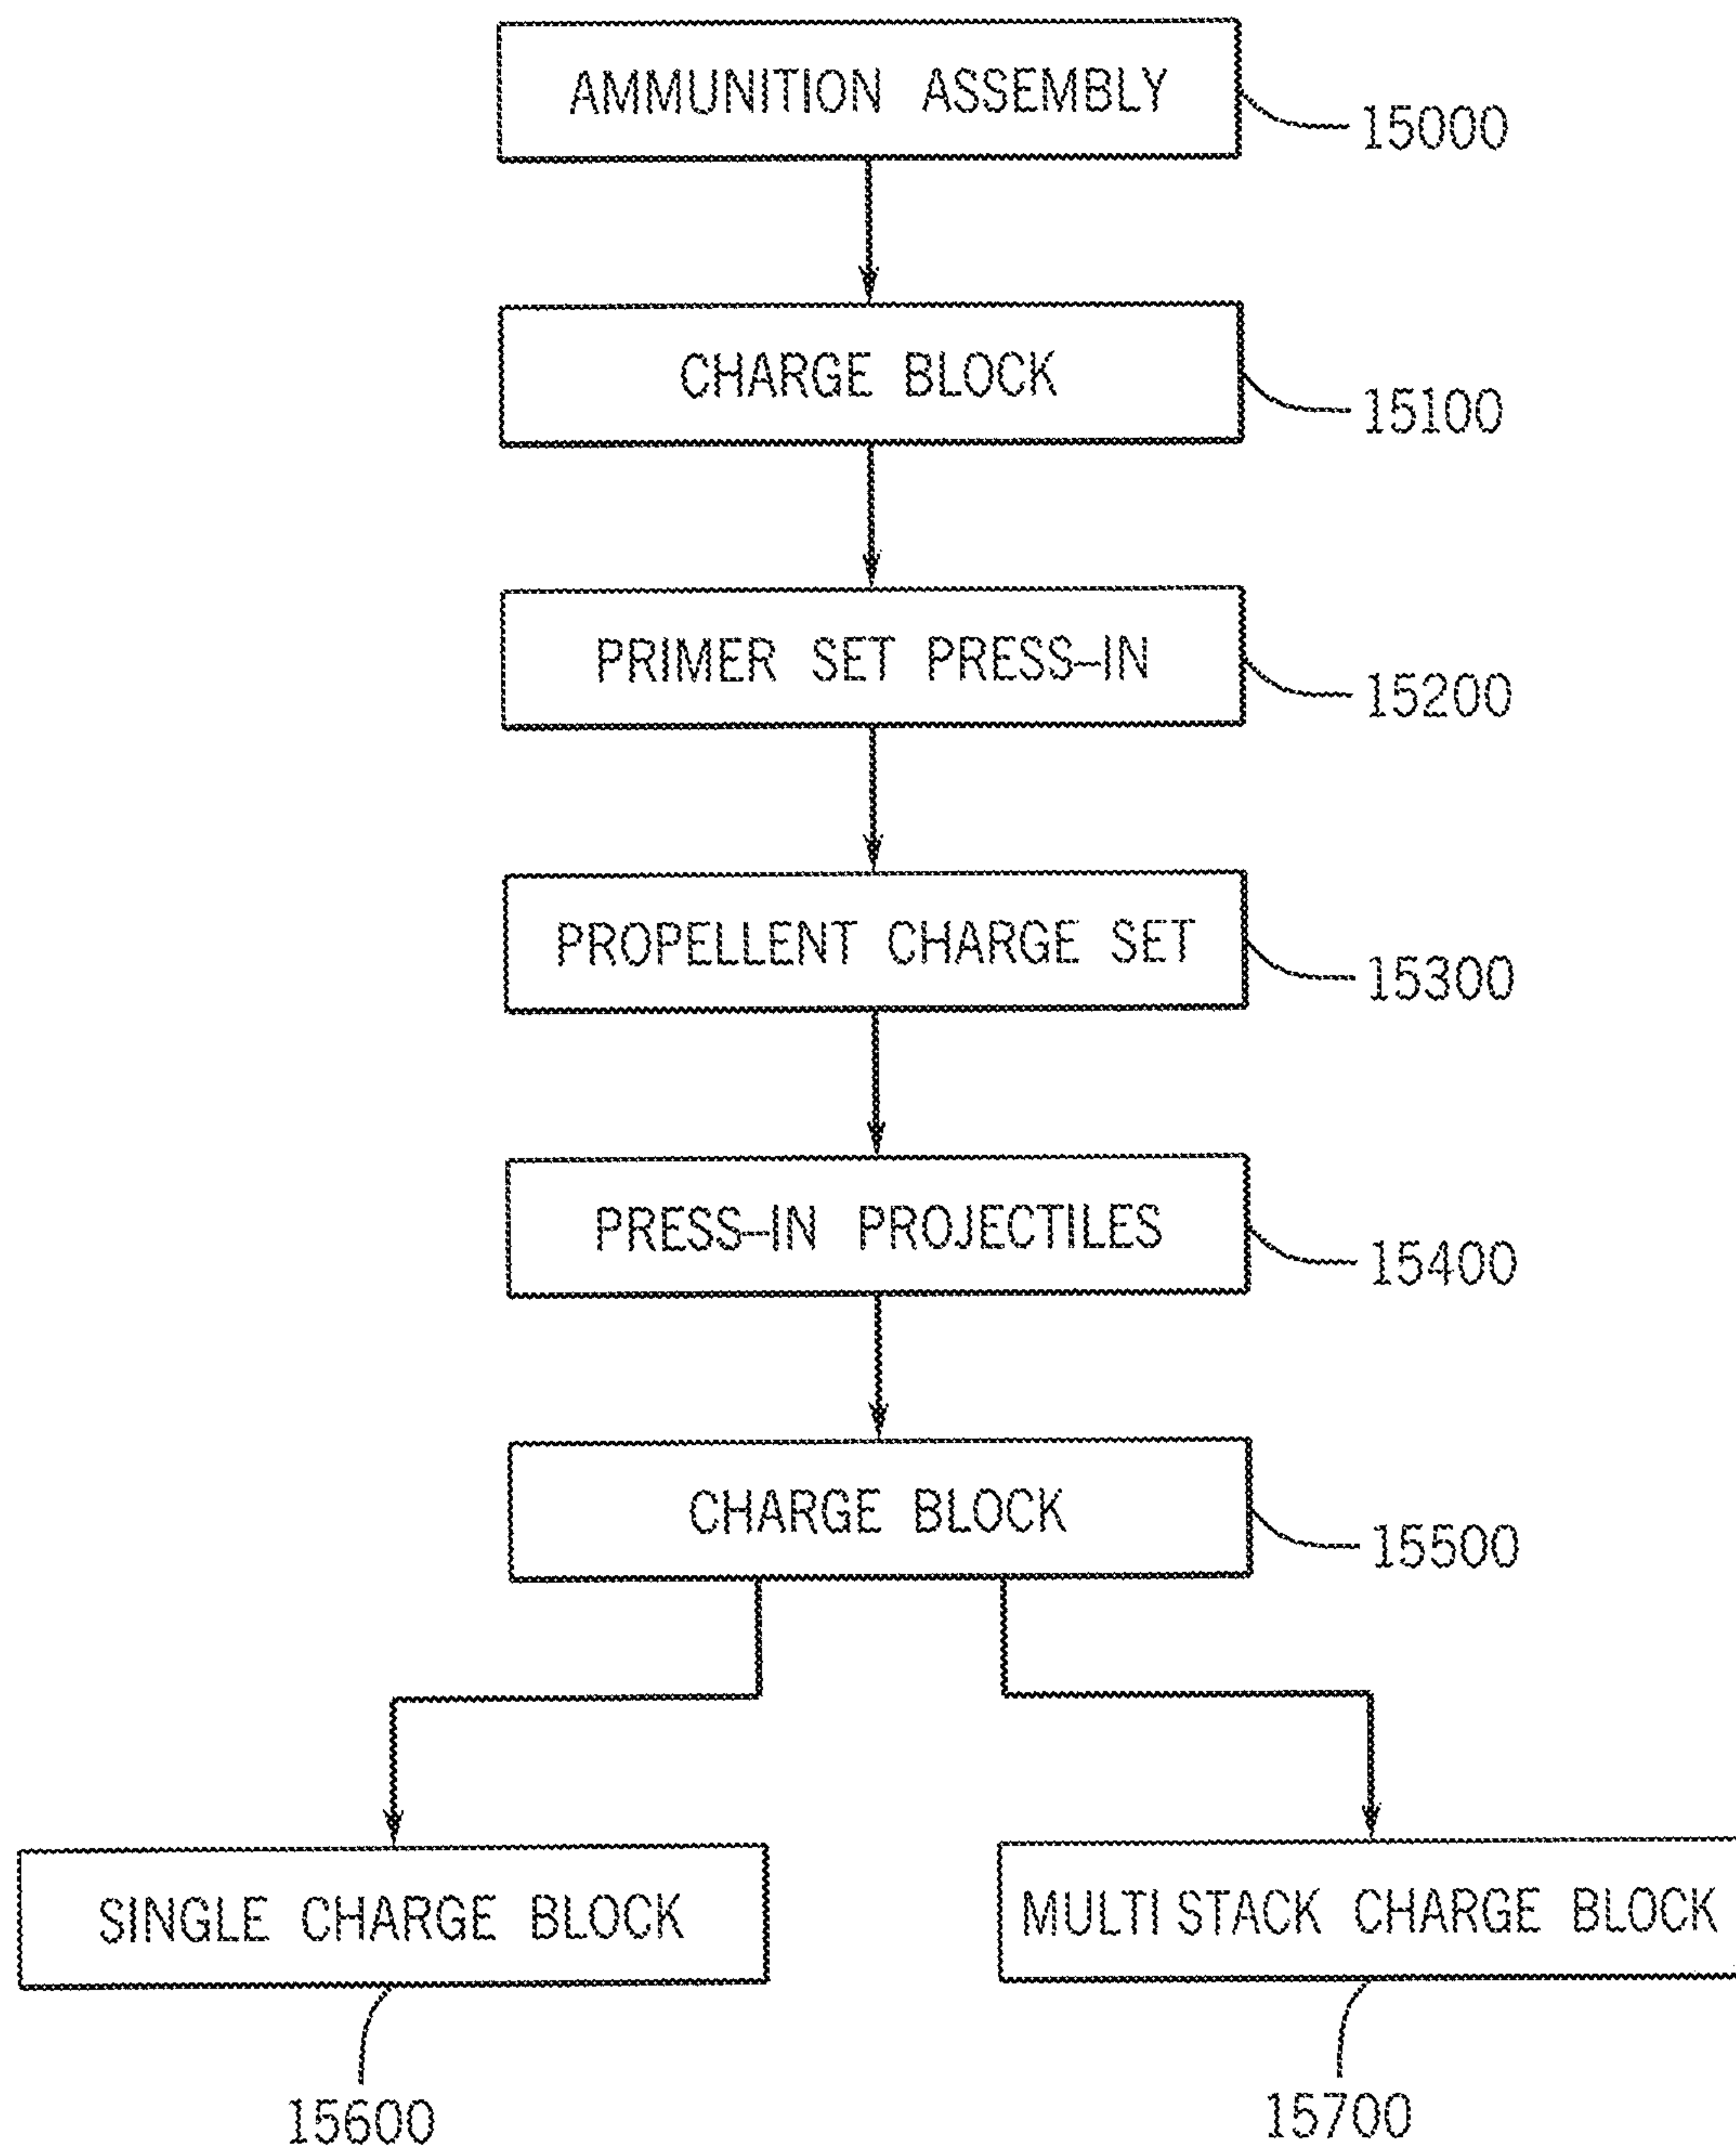 AMMUNITION ASSEMBLY
15000
CHARGE BLOCK
15100
PRIMER SET PRESS–IN
15200
PROPELLENT CHARGE SET
15300
PRESS–IN PROJECTILES
15400
CHARGE BLOCK
15500
SINGLE CHARGE BLOCK
MULTI STACK CHARGE BLOCK
15600
15700